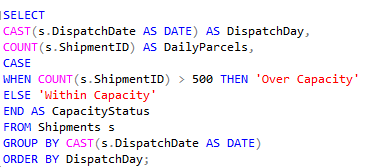 SELECT
CAST(s.DispatchDate AS DATE) AS DispatchDay,
COUNT(s.ShipmentID) AS DailyParcels,
CASE
WHEN COUNT(s.ShipmentID) > 500 THEN 'Over Capacity'
ELSE 'Within Capacity'
END AS CapacityStatus
FROM Shipments s
GROUP BY CAST(s.DispatchDate AS DATE)
ORDER BY DispatchDay;